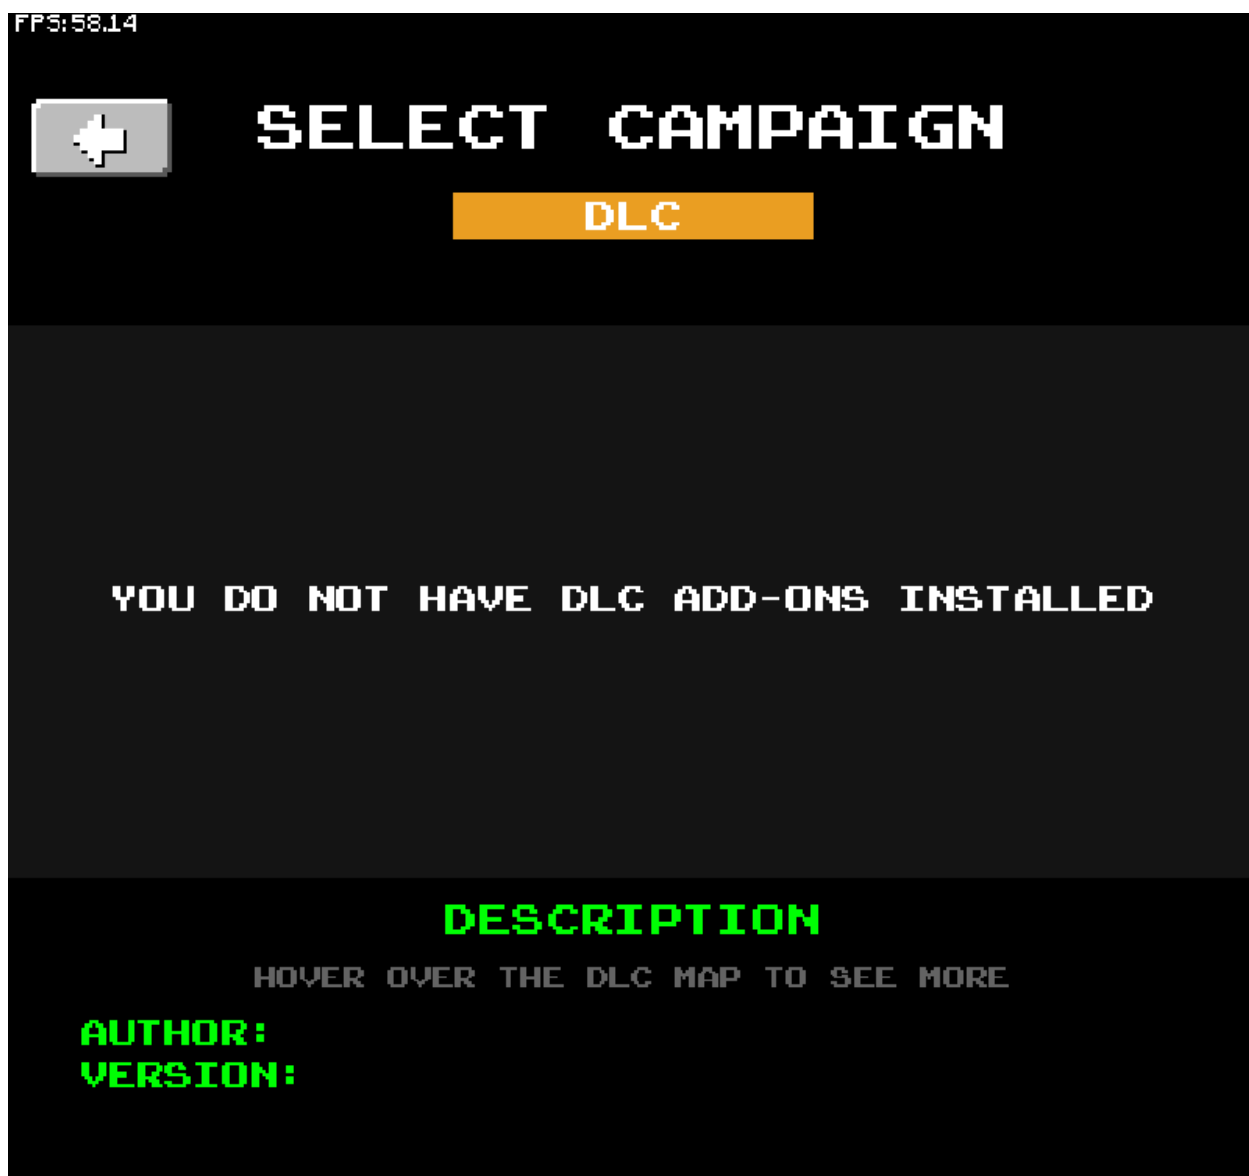 FPS:58.14
SELECT CAMPAIGN
DLC
YOU DO NOT HAVE DLC ADD-ONS INSTALLED
DESCRIPTION
HOVER OVER THE DLC MAP TO SEE MORE
AUTHOR:
VERSION: